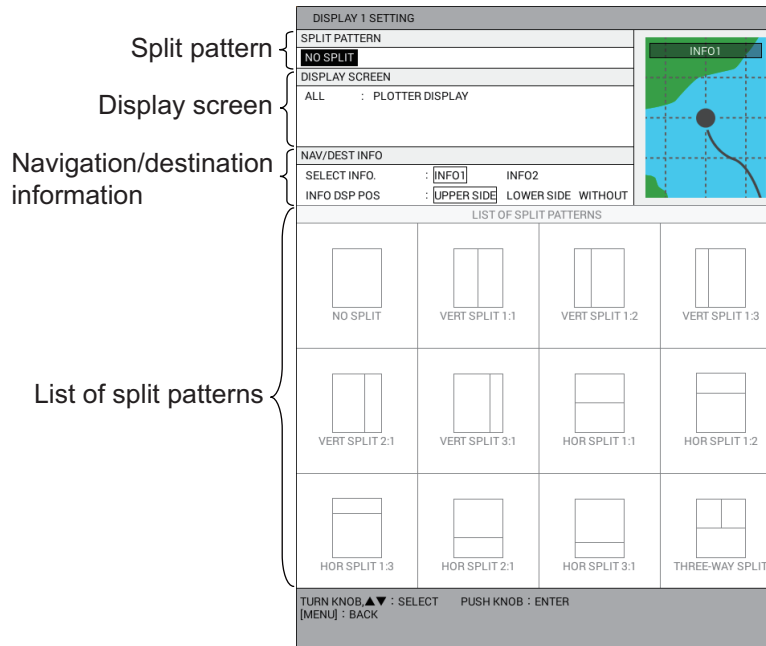 DISPLAY 1 SETTING
Split pattern
SPLIT PATTERN
NO SPLIT
INFO1
Display screen
DISPLAY SCREEN
ALL : PLOTTER DISPLAY
Navigation/destination
information
NAV/DEST INFO
SELECT INFO. : INFO1 INFO2
INFO DSP POS : UPPER SIDE LOWER SIDE WITHOUT
List of split patterns
LIST OF SPLIT PATTERNS
NO SPLIT VERT SPLIT 1:1 VERT SPLIT 1:2 VERT SPLIT 1:3
VERT SPLIT 2:1 VERT SPLIT 3:1 HOR SPLIT 1:1 HOR SPLIT 1:2
HOR SPLIT 1:3 HOR SPLIT 2:1 HOR SPLIT 3:1 THREE-WAY SPLIT
TURN KNOB,▲▼ : SELECT PUSH KNOB : ENTER
[MENU] : BACK